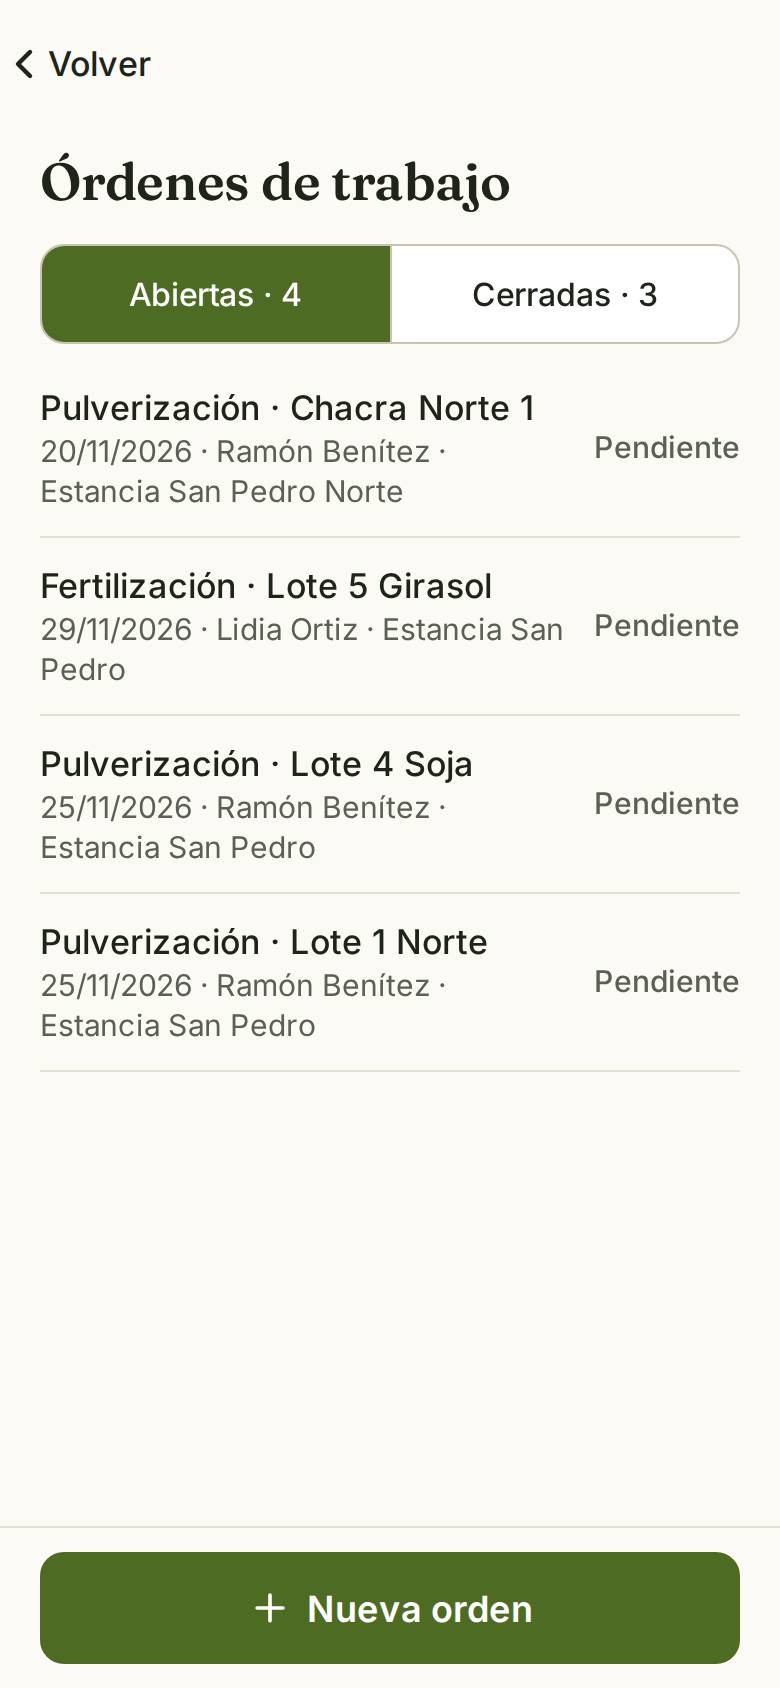 Volver
Órdenes de trabajo
Abiertas · 4
Cerradas · 3
Pulverización · Chacra Norte 1
20/11/2026 · Ramón Benítez ·
Estancia San Pedro Norte
Pendiente
Fertilización · Lote 5 Girasol
29/11/2026 · Lidia Ortiz · Estancia San
Pedro
Pendiente
Pulverización · Lote 4 Soja
25/11/2026 · Ramón Benítez ·
Estancia San Pedro
Pendiente
Pulverización · Lote 1 Norte
25/11/2026 · Ramón Benítez ·
Estancia San Pedro
Pendiente
+ Nueva orden